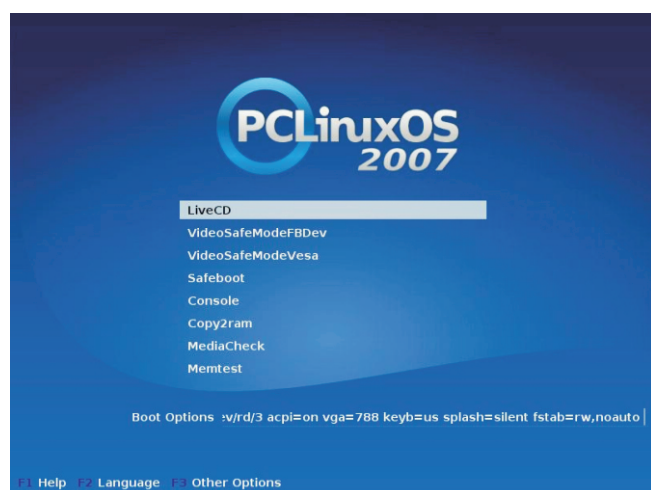 PCLinuxOS
2007
LiveCD
VideoSafeModeFBDev
VideoSafeModeVesa
Safeboot
Console
Copy2ram
MediaCheck
Memtest
Boot Options :v/rd/3 acpi=on vga=788 keyb=us splash=silent fstab=rw,noauto
F1 Help F2 Language F3 Other Options